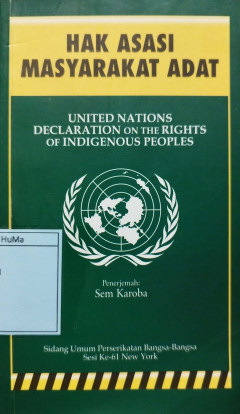 HAK ASASI
MASYARAKAT ADAT
UNITED NATIONS
DECLARATION ON THE RIGHTS
OF INDIGENOUS PEOPLES
HuMa
Penerjemah:
Sem Karoba
Sidang Umum Perserikatan Bangsa-Bangsa
Sesi Ke-61 New York